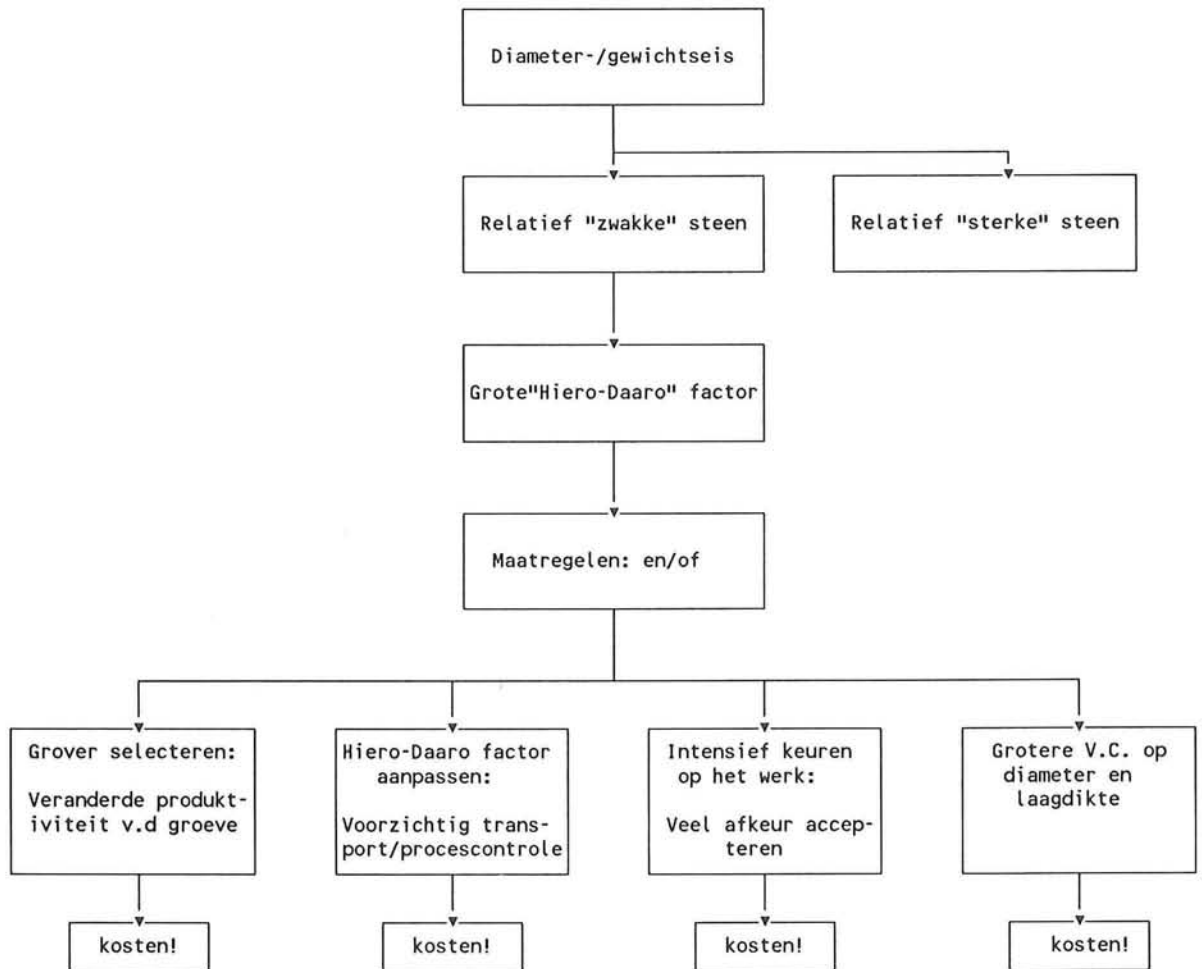 Diameter-/gewichtseis
Relatief "zwakke" steen
Relatief "sterke" steen
Grote"Hiero-Daaro" factor
Maatregelen: en/of
Grover selecteren:
Veranderde produkt-
iviteit v.d groeve
Hiero-Daaro factor
aanpassen:
Voorzichtig trans-
port/procescontrole
Intensief keuren
op het werk:
Veel afkeur accep-
teren
Grotere V.C. op
diameter en
laagdikte
kosten!
kosten!
kosten!
kosten!